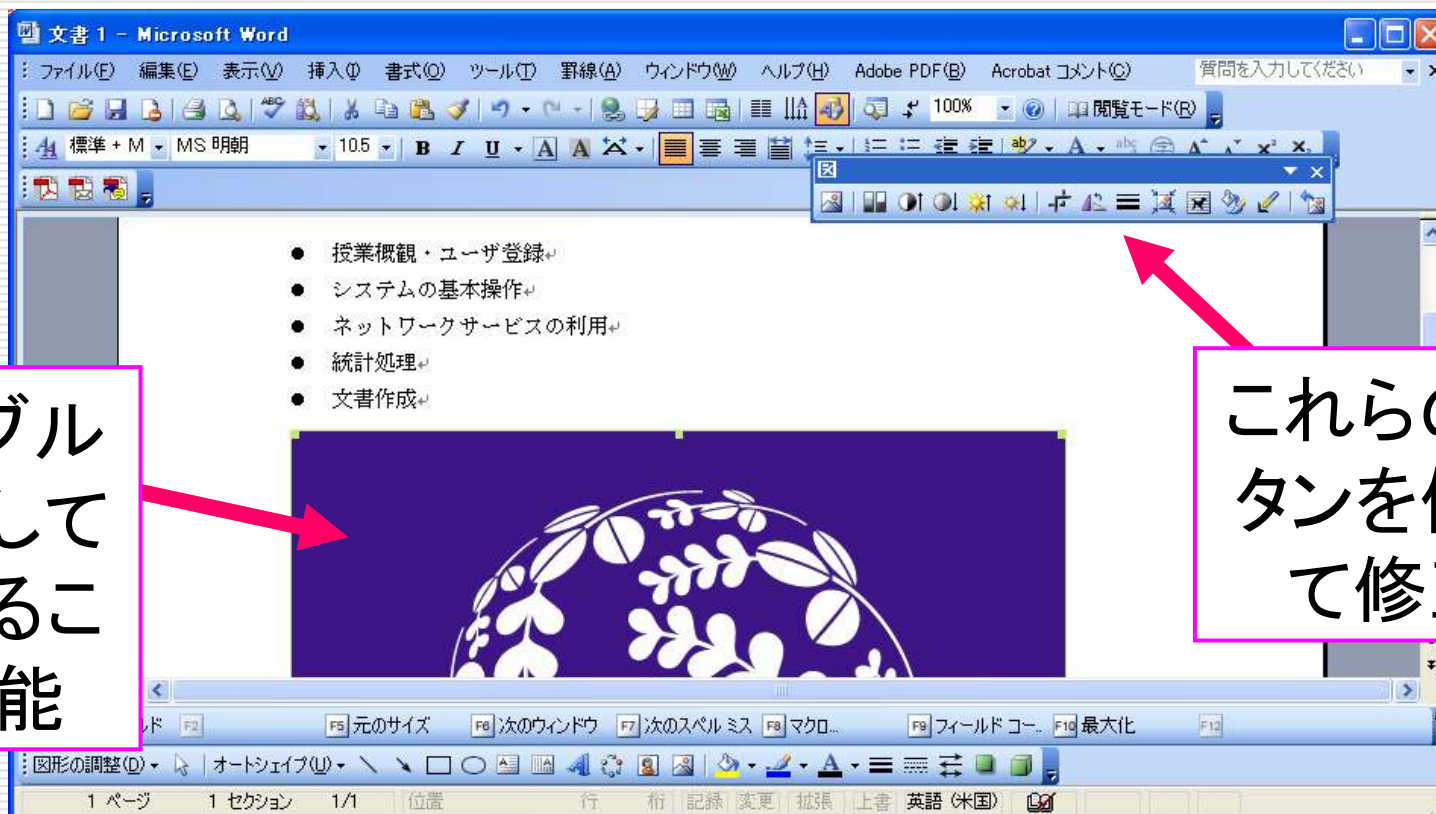 文書 1 - Microsoft Word
ファイル(F) 編集(E) 表示(V) 挿入(I) 書式(O) ツール(T) 罫線(A) ウィンドウ(W) ヘルプ(H) Adobe PDF(B) Acrobat コメント(C) 質問を入力してください
100% 閲覧モード(R)
標準 + M MS 明朝 10.5 B I U A A A
図
● 授業概観・ユーザ登録
● システムの基本操作
● ネットワークサービスの利用
● 統計処理
● 文書作成
ブル
して
るこ
能
これらの
タンを
て修
F2 F5 元のサイズ F6 次のウィンドウ F7 次のスペル ミス F8 マクロ... F9 フィールド コー... F10 最大化 F12
図形の調整(D) オートシェイプ(U)
1 ページ 1 セクション 1/1 位置 行 桁 記録 変更 拡張 上書 英語 (米国)